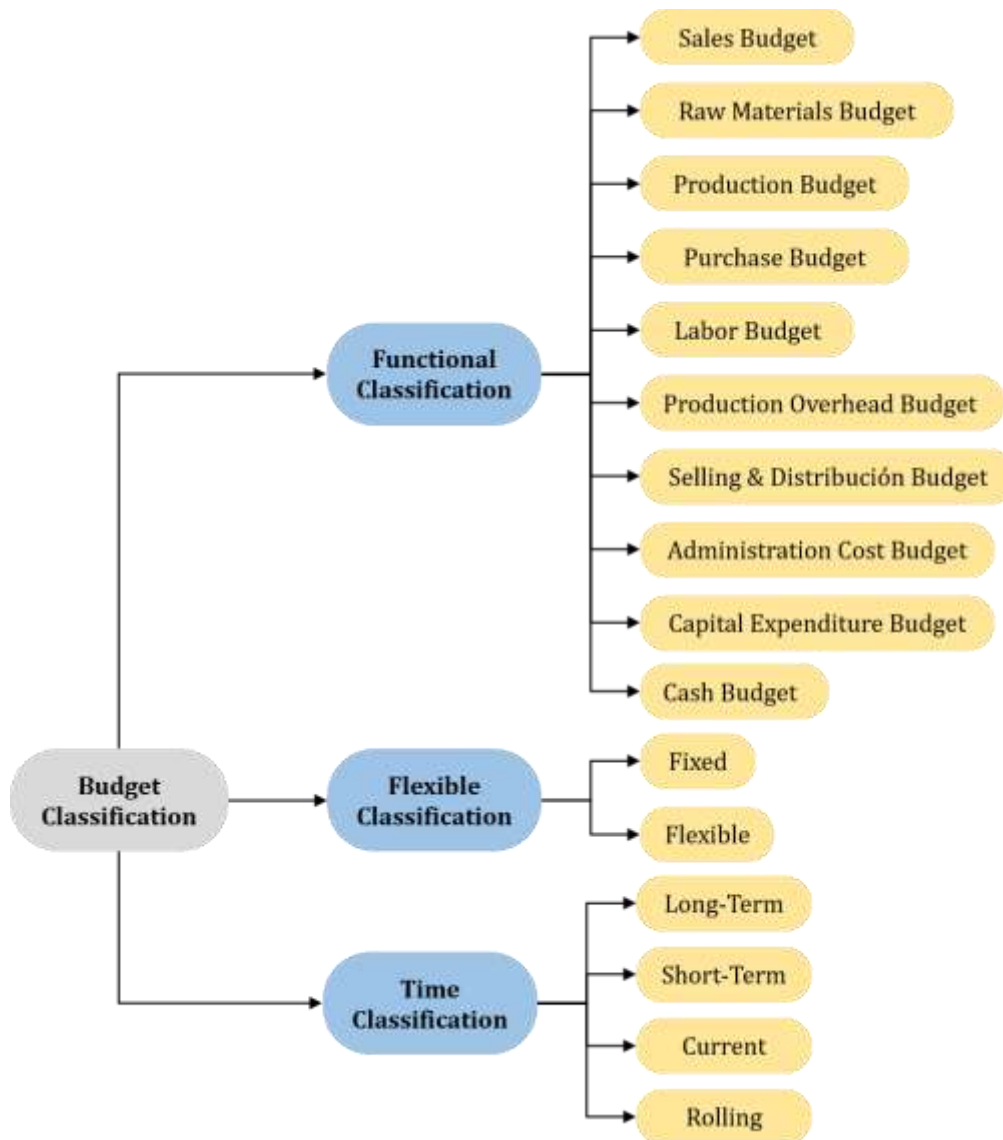 Sales Budget
Raw Materials Budget
Production Budget
Purchase Budget
Labor Budget
Functional
Classification
Production Overhead Budget
Selling & Distribución Budget
Administration Cost Budget
Capital Expenditure Budget
Cash Budget
Budget
Classification
Flexible
Classification
Fixed
Flexible
Time
Classification
Long-Term
Short-Term
Current
Rolling